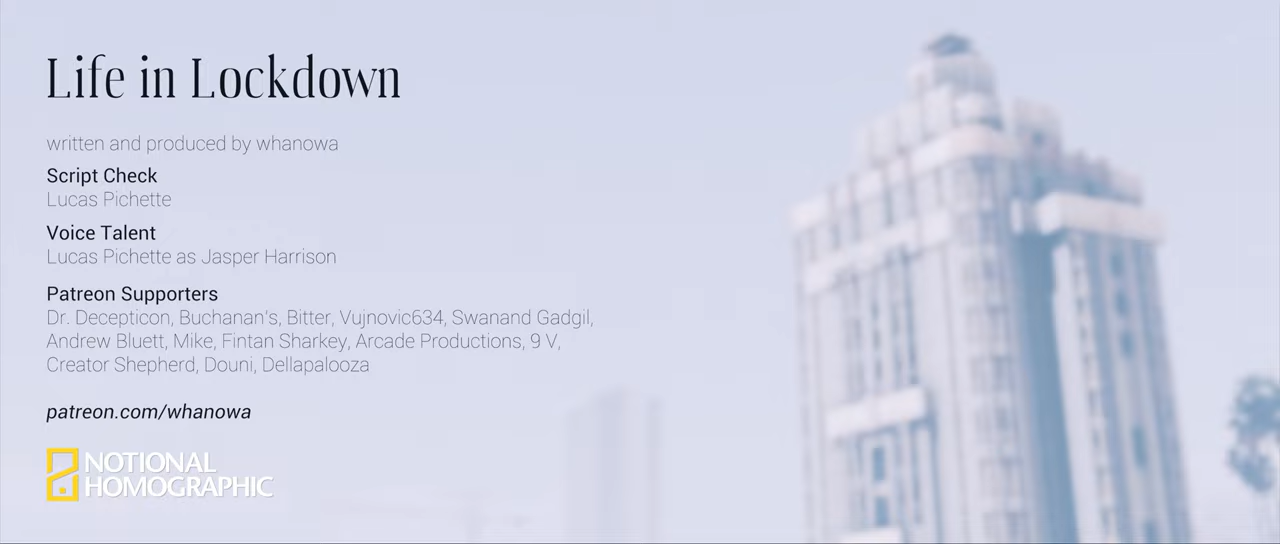 Life in Lockdown
written and produced by whanowa
Script Check
Lucas Pichette
Voice Talent
Lucas Pichette as Jasper Harrison
Patreon Supporters
Dr. Decepticon, Buchanan's, Bitter, Vujnovic634, Swanand Gadgil,
Andrew Bluett, Mike, Fintan Sharkey, Arcade Productions, 9 V,
Creator Shepherd, Douni, Dellapalooza
patreon.com/whanowa
NOTIONAL
HOMOGRAPHIC